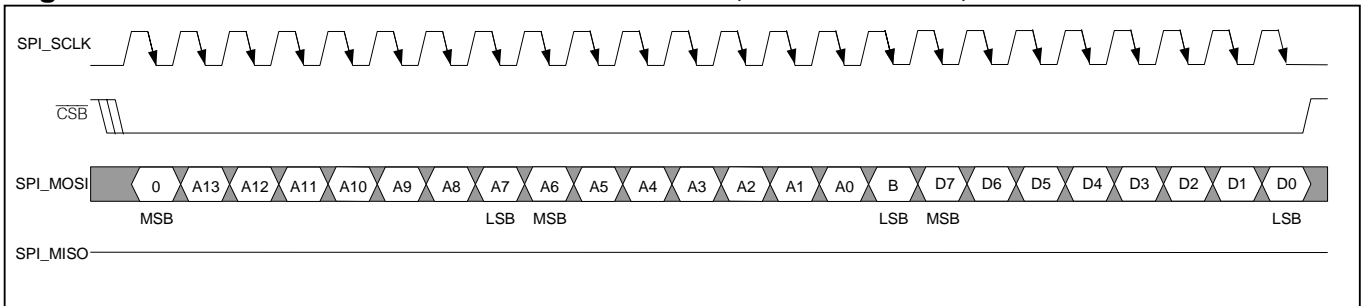 SPI_SCLK
CSB
SPI_MOSI 0 A13 A12 A11 A10 A9 A8 A7 A6 A5 A4 A3 A2 A1 A0 B D7 D6 D5 D4 D3 D2 D1 D0
MSB LSB MSB LSB MSB LSB
SPI_MISO